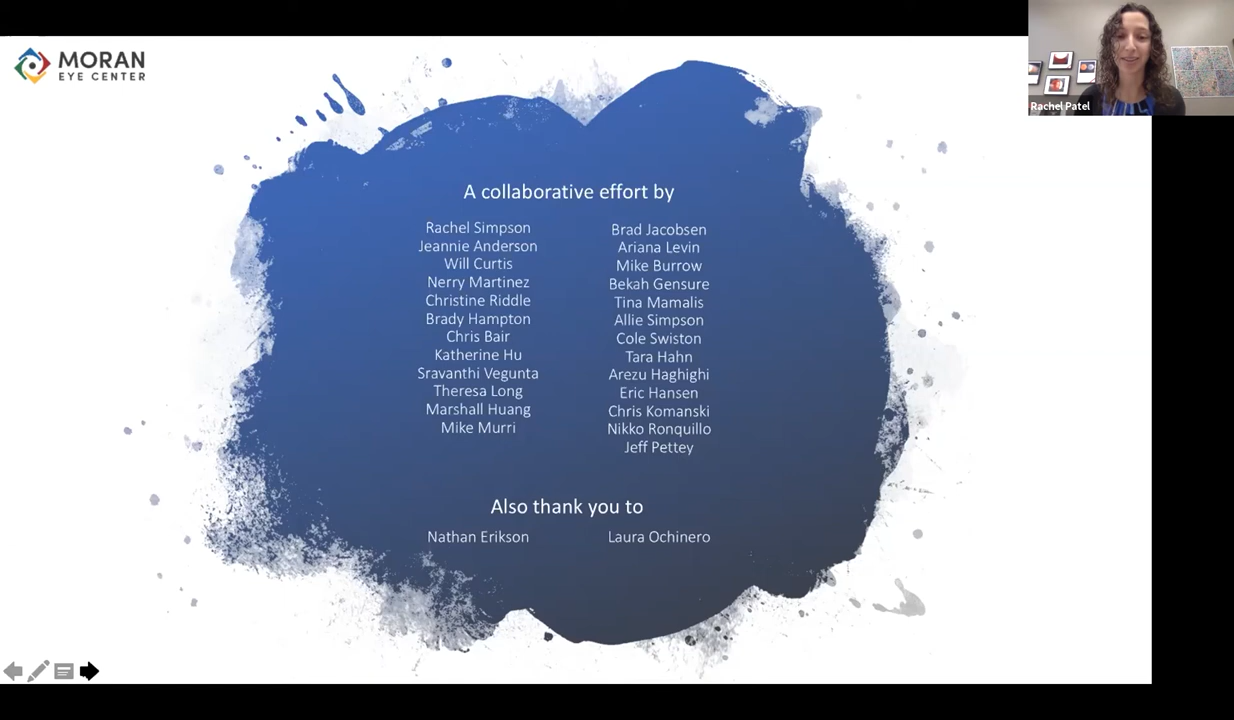 MORAN
EYE CENTER
Rachel Patel
A collaborative effort by
Rachel Simpson
Jeannie Anderson
Will Curtis
Nerry Martinez
Christine Riddle
Brady Hampton
Chris Bair
Katherine Hu
Sravanthi Vegunta
Theresa Long
Marshall Huang
Mike Murri
Brad Jacobsen
Ariana Levin
Mike Burrow
Bekah Gensure
Tina Mamalis
Allie Simpson
Cole Swiston
Tara Hahn
Arezu Haghighi
Eric Hansen
Chris Komanski
Nikko Ronquillo
Jeff Pettey
Also thank you to
Nathan Erikson
Laura Ochinero